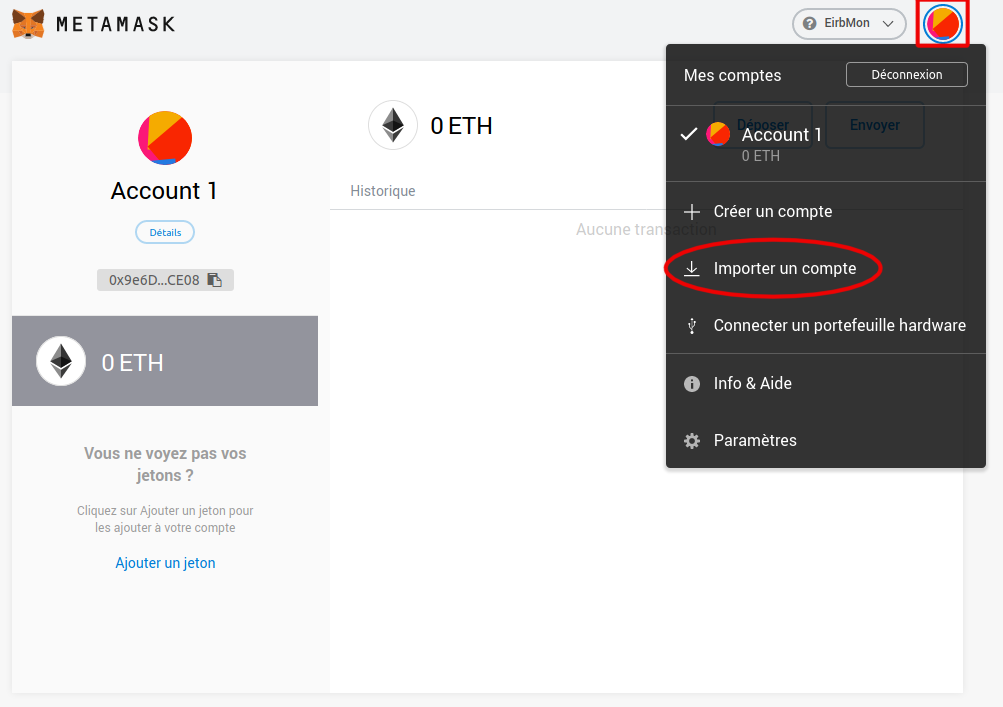 METAMASK
EirbMon
Mes comptes
Déconnexion
Account 1
0 ETH
Créer un compte
Importer un compte
Connecter un portefeuille hardware
Info & Aide
Paramètres
Account 1
Détails
0x9e6D...CE08
0 ETH
Vous ne voyez pas vos
jetons ?
Cliquez sur Ajouter un jeton pour
les ajouter à votre compte
Ajouter un jeton
0 ETH
Déposer
Envoyer
Historique
Aucune transaction